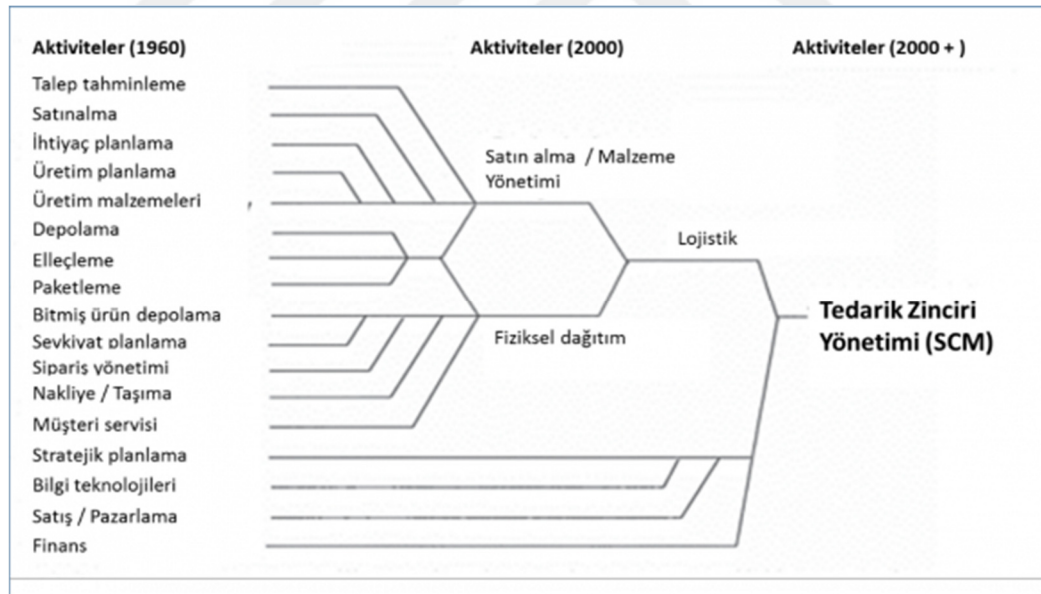 Aktiviteler (1960)
Aktiviteler (2000)
Aktiviteler (2000 + )
Talep tahminleme
Satınalma
İhtiyaç planlama
Üretim planlama
Üretim malzemeleri
Depolama
Elleçleme
Paketleme
Bitmiş ürün depolama
Sevkivat planlama
Sipariş yönetimi
Nakliye / Taşıma
Müşteri servisi
Stratejik planlama
Bilgi teknolojileri
Satış / Pazarlama
Finans
Satın alma / Malzeme
Yönetimi
Fiziksel dağıtım
Lojistik
Tedarik Zinciri
Yönetimi (SCM)